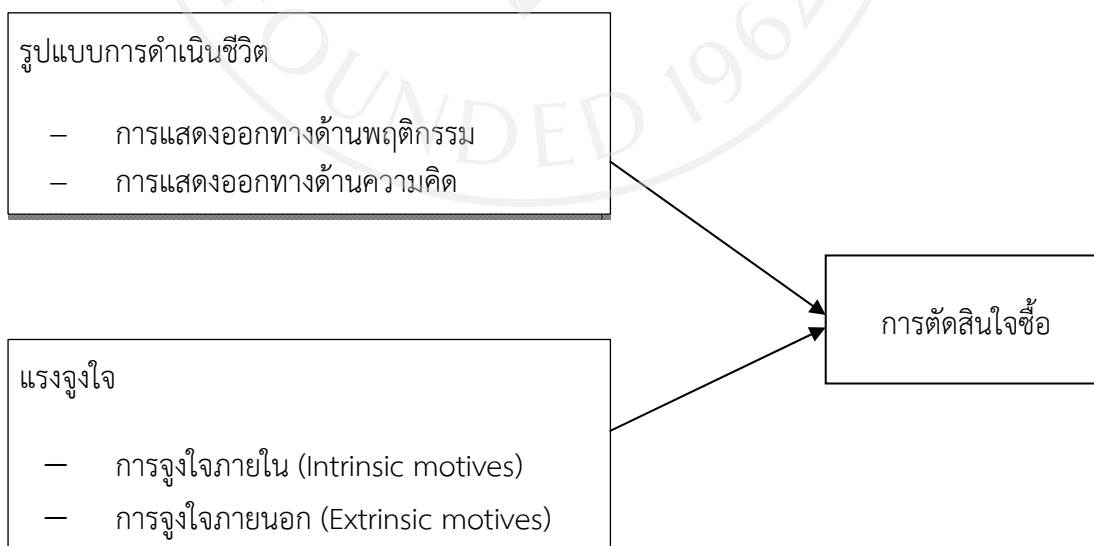 รูปแบบการดำเนินชีวิต
– การแสดงออกทางด้านพฤติกรรม
– การแสดงออกทางด้านความคิด
การตัดสินใจซื้อ
แรงจูงใจ
— การจูงใจภายใน (Intrinsic motives)
— การจูงใจภายนอก (Extrinsic motives)
FOUNDED 196